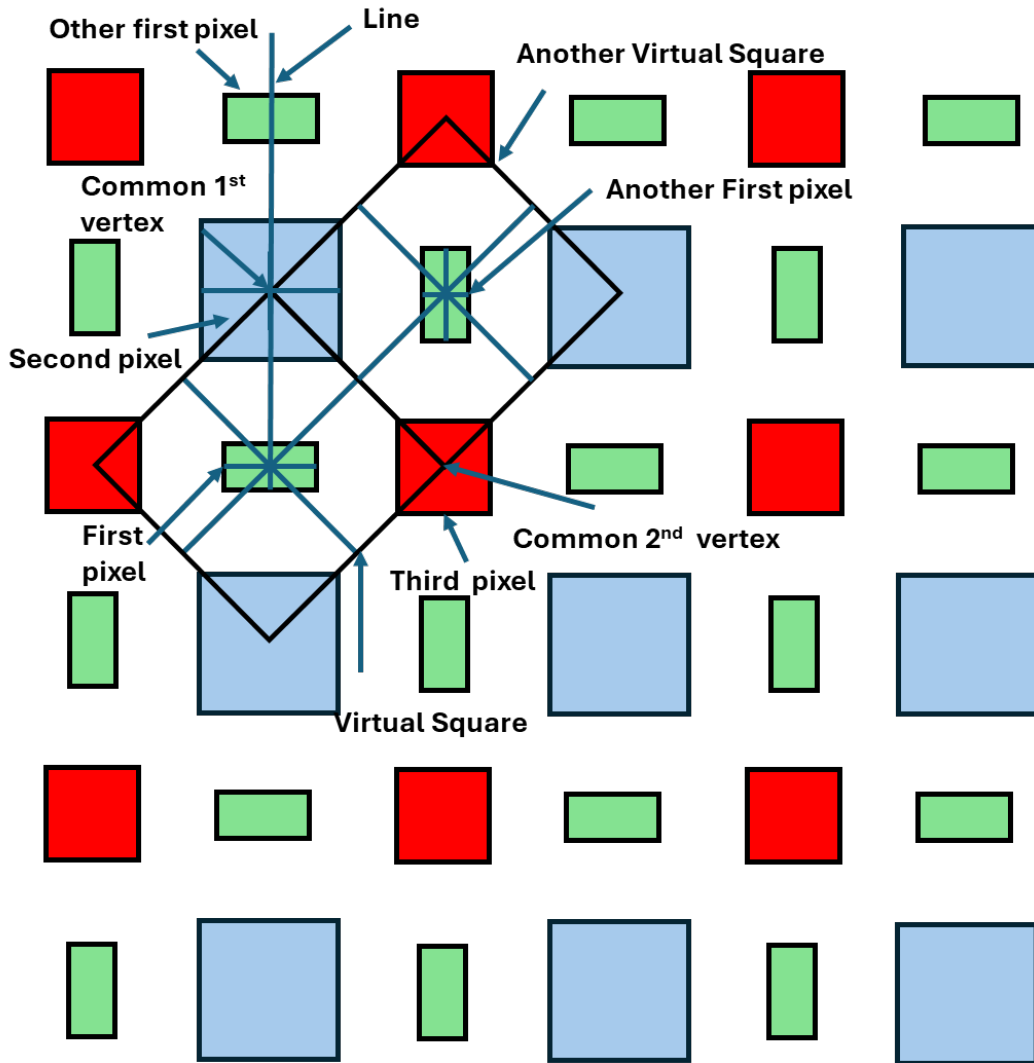 Other first pixel
Line
Another Virtual Square
Common 1st
vertex
Another First pixel
Second pixel
First
pixel
Common 2nd vertex
Third pixel
Virtual Square